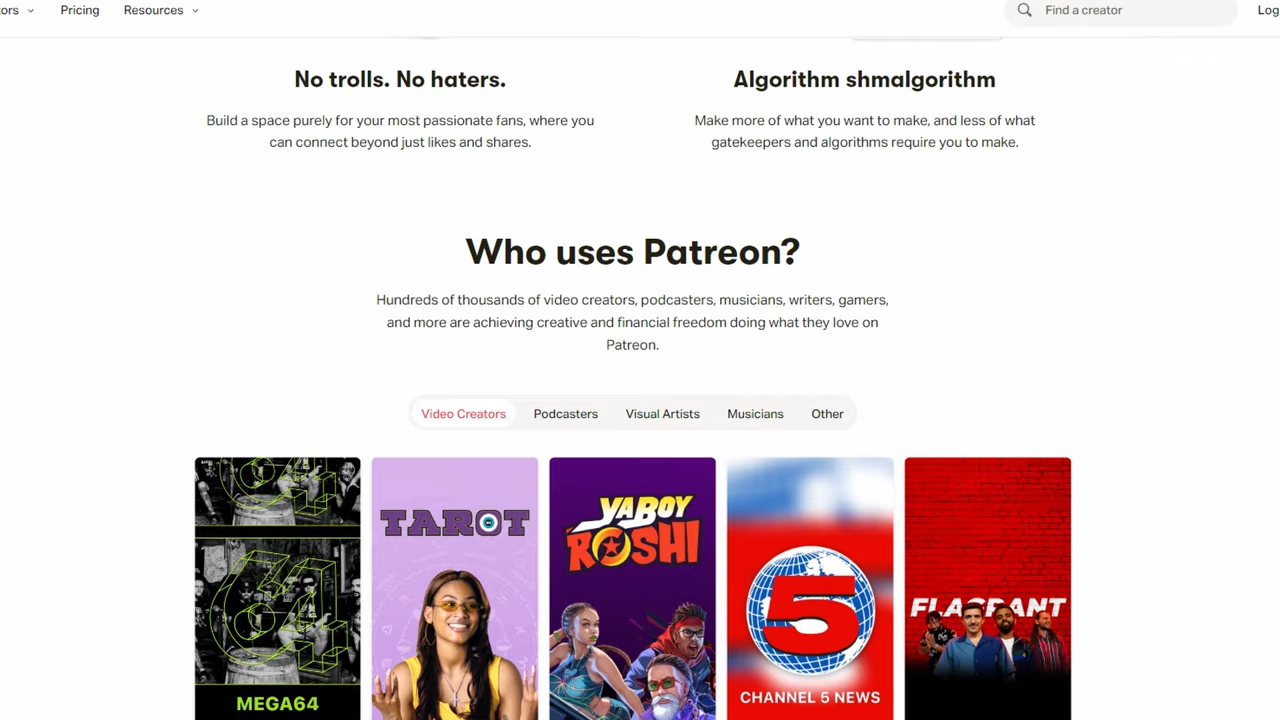 ors
Pricing
Resources
Find a creator
Log
No trolls. No haters.
Build a space purely for your most passionate fans, where you
can connect beyond just likes and shares.
Algorithm shmalgorithm
Make more of what you want to make, and less of what
gatekeepers and algorithms require you to make.
Who uses Patreon?
Hundreds of thousands of video creators, podcasters, musicians, writers, gamers,
and more are achieving creative and financial freedom doing what they love on
Patreon.
Video Creators
Podcasters
Visual Artists
Musicians
Other
64
64
MEGA64
TAROT
YABOY
ROSHI
5
CHANNEL 5 NEWS
FLAGRANT